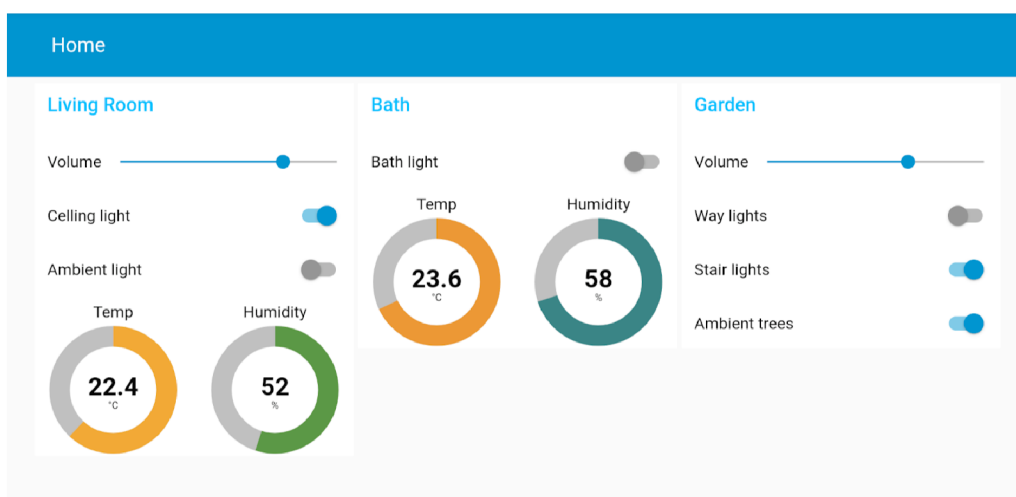 Home
Living Room
Volume
Celling light
Ambient light
Temp
Humidity
22.4
°C
52
%
Bath
Bath light
Temp
Humidity
23.6
°C
58
%
Garden
Volume
Way lights
Stair lights
Ambient trees